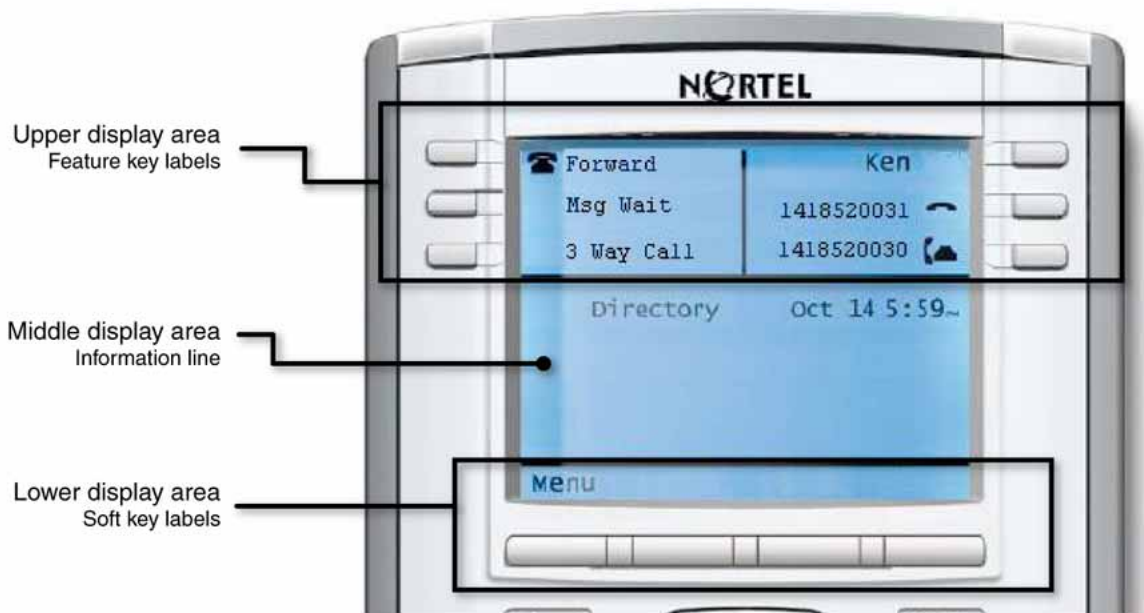 NORTEL
Upper display area
Feature key labels
Forward
Ken
Msg Wait
1418520031
3 Way Call
1418520030
Directory
Oct 14 5:59
Middle display area
Information line
Menu
Lower display area
Soft key labels